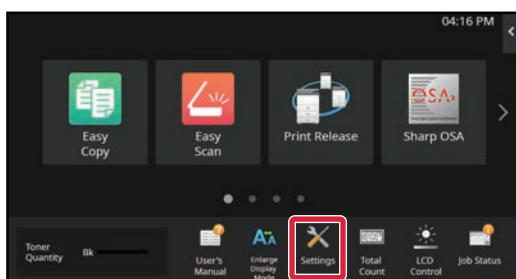 04:16 PM
Easy
Copy
Easy
Scan
Print Release
OSA
Sharp OSA
Toner
Quantity
Bk
User's
Manual
Enlarge
Display
Mode
Settings
Total
Count
LCD
Control
Job Status